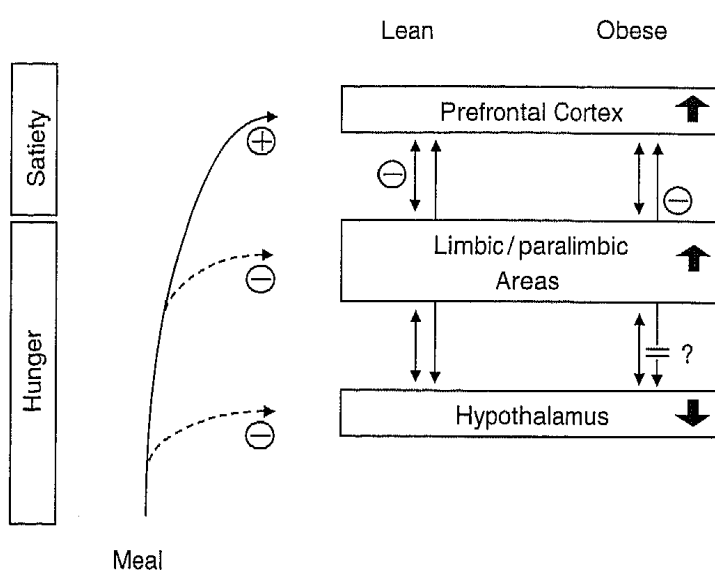 Lean
Obese
Satiety
Hunger
Prefrontal Cortex
Limbic/paralimbic
Areas
Hypothalamus
+
−
−
−
−
?
Meal